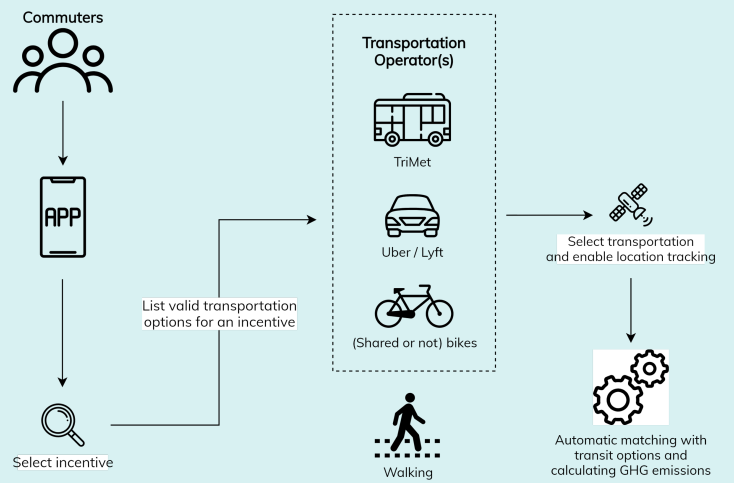 Commuters
APP
Select incentive
List valid transportation
options for an incentive
Transportation
Operator(s)
TriMet
Uber / Lyft
(Shared or not) bikes
Walking
Select transportation
and enable location tracking
Automatic matching with
transit options and
calculating GHG emissions